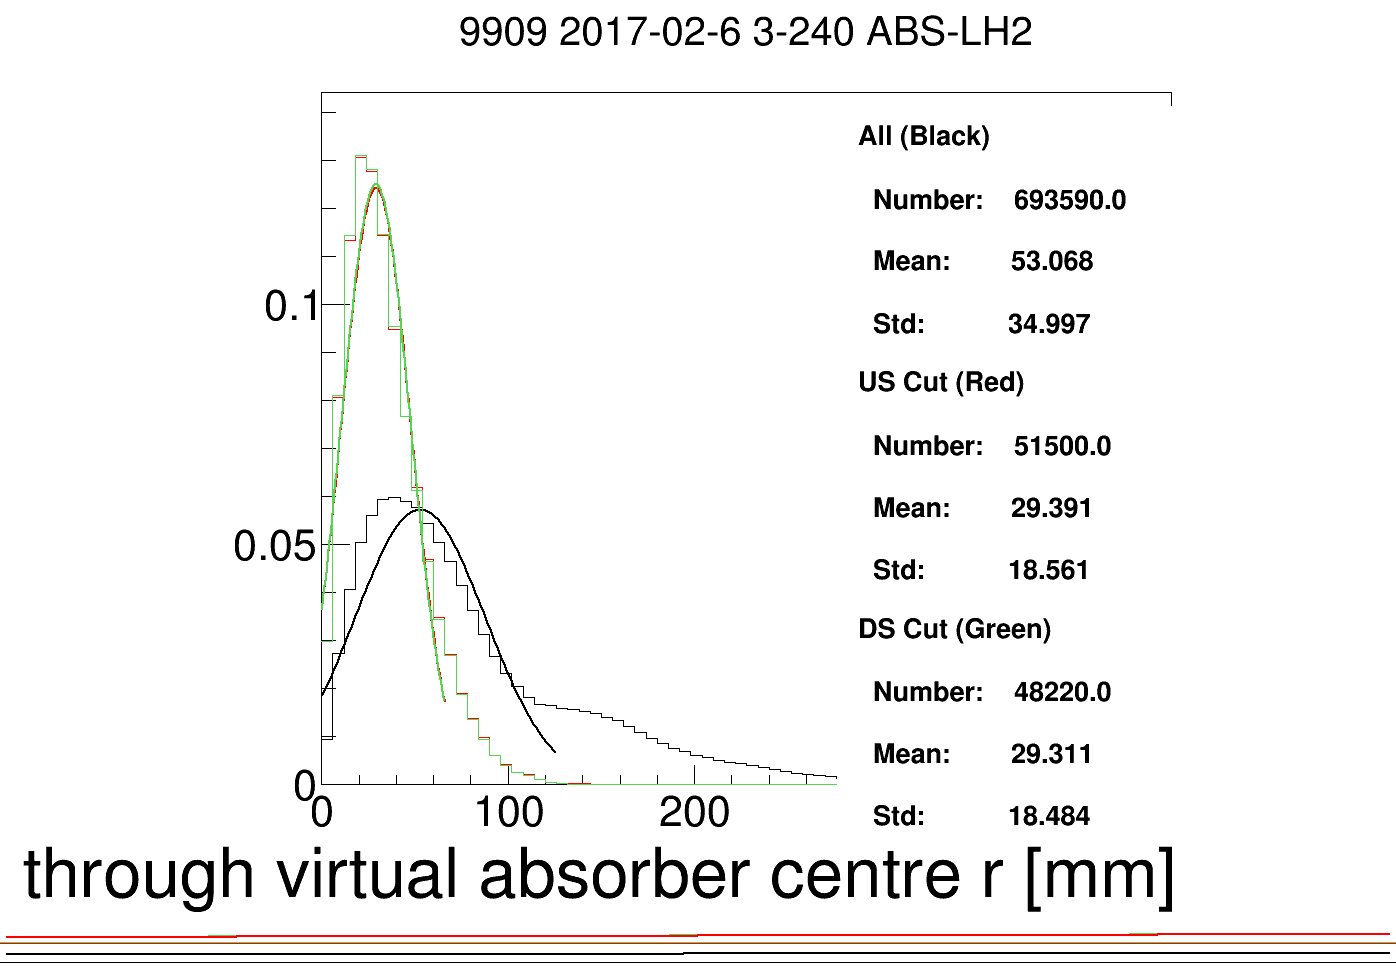 9909 2017-02-6 3-240 ABS-LH2
All (Black)
Number: 693590.0
Mean: 53.068
Std: 34.997
US Cut (Red)
Number: 51500.0
Mean: 29.391
Std: 18.561
DS Cut (Green)
Number: 48220.0
Mean: 29.311
Std: 18.484
0.1
0.05
0
0 100 200
through virtual absorber centre r [mm]